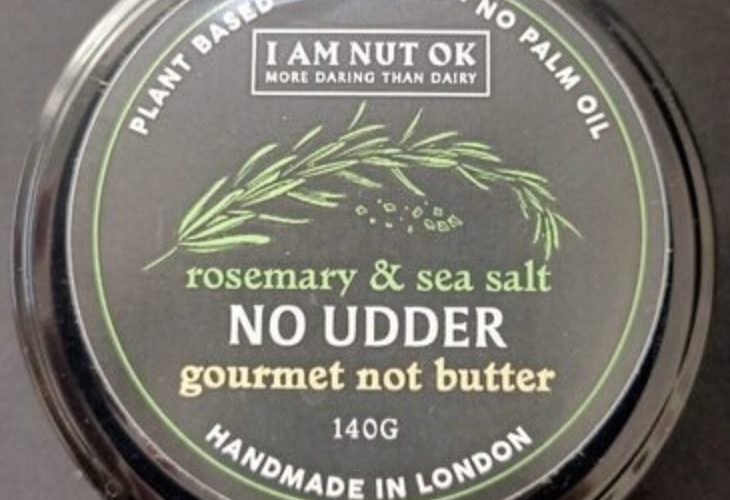 PLANT BASED
NO PALM OIL
I AM NUT OK
MORE DARING THAN DAIRY
rosemary & sea salt
NO UDDER
gourmet not butter
140G
HANDMADE IN LONDON